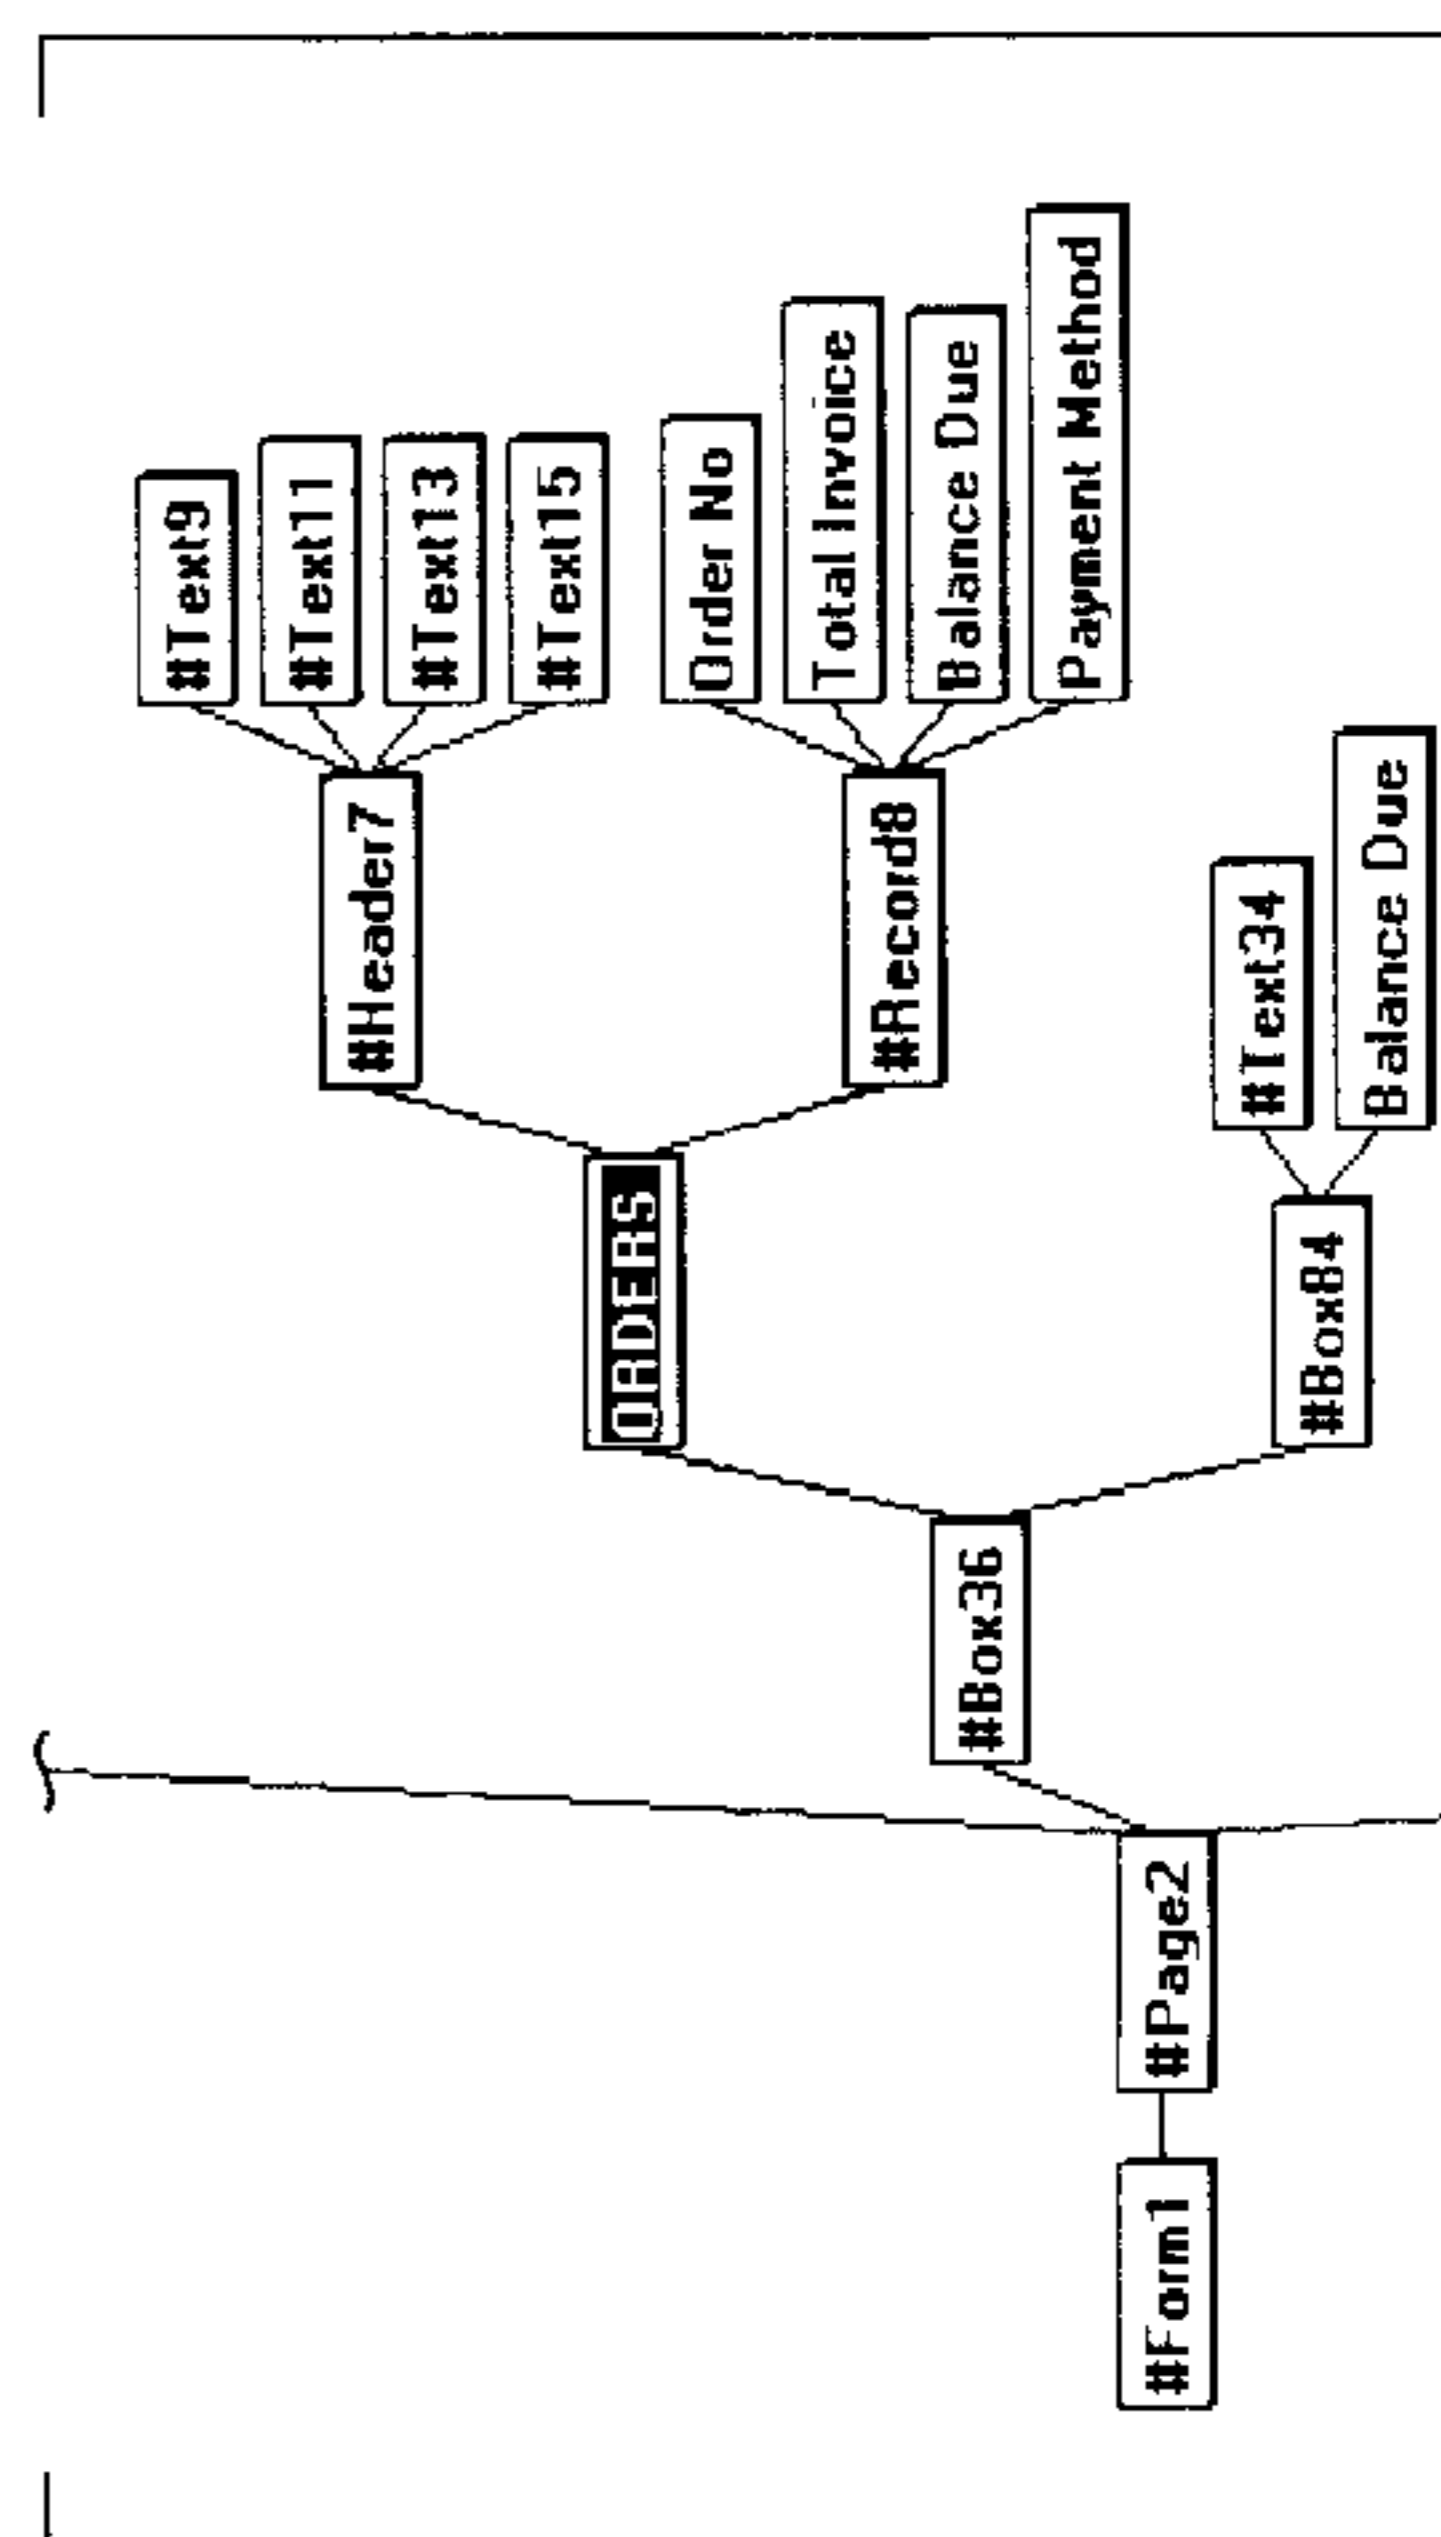 #Form1
#Page2
#Box36
ORDERS
#Header7
#Text9
#Text11
#Text13
#Text15
#Record8
Order No
Total Invoice
Balance Due
Payment Method
#Box84
#Text34
Balance Due